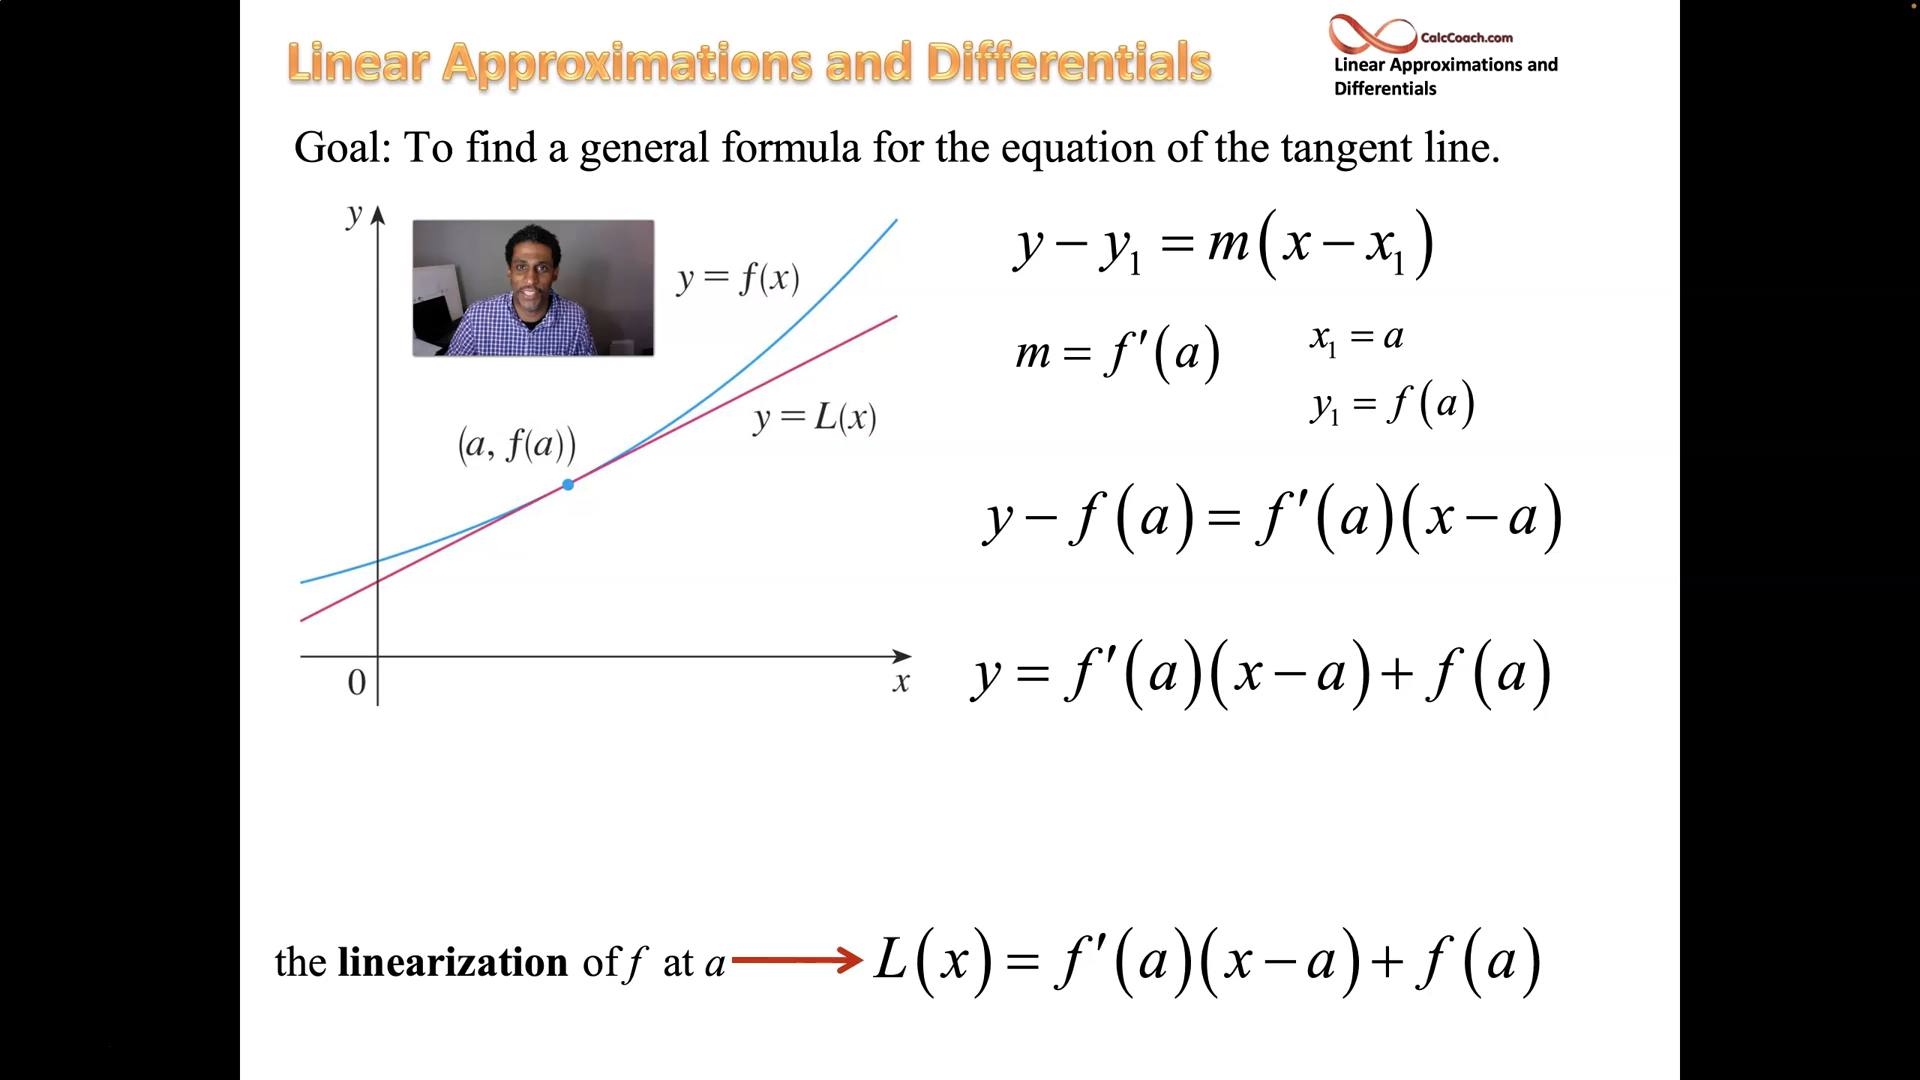 Linear Approximations and Differentials
CalcCoach.com
Linear Approximations and
Differentials
Goal: To find a general formula for the equation of the tangent line.
y
y = f(x)
y = L(x)
(a, f(a))
0
x
y − y₁ = m(x − x₁)
m = f′(a)
x₁ = a
y₁ = f(a)
y − f(a) = f′(a)(x − a)
y = f′(a)(x − a) + f(a)
the linearization of f at a
L(x) = f′(a)(x − a) + f(a)